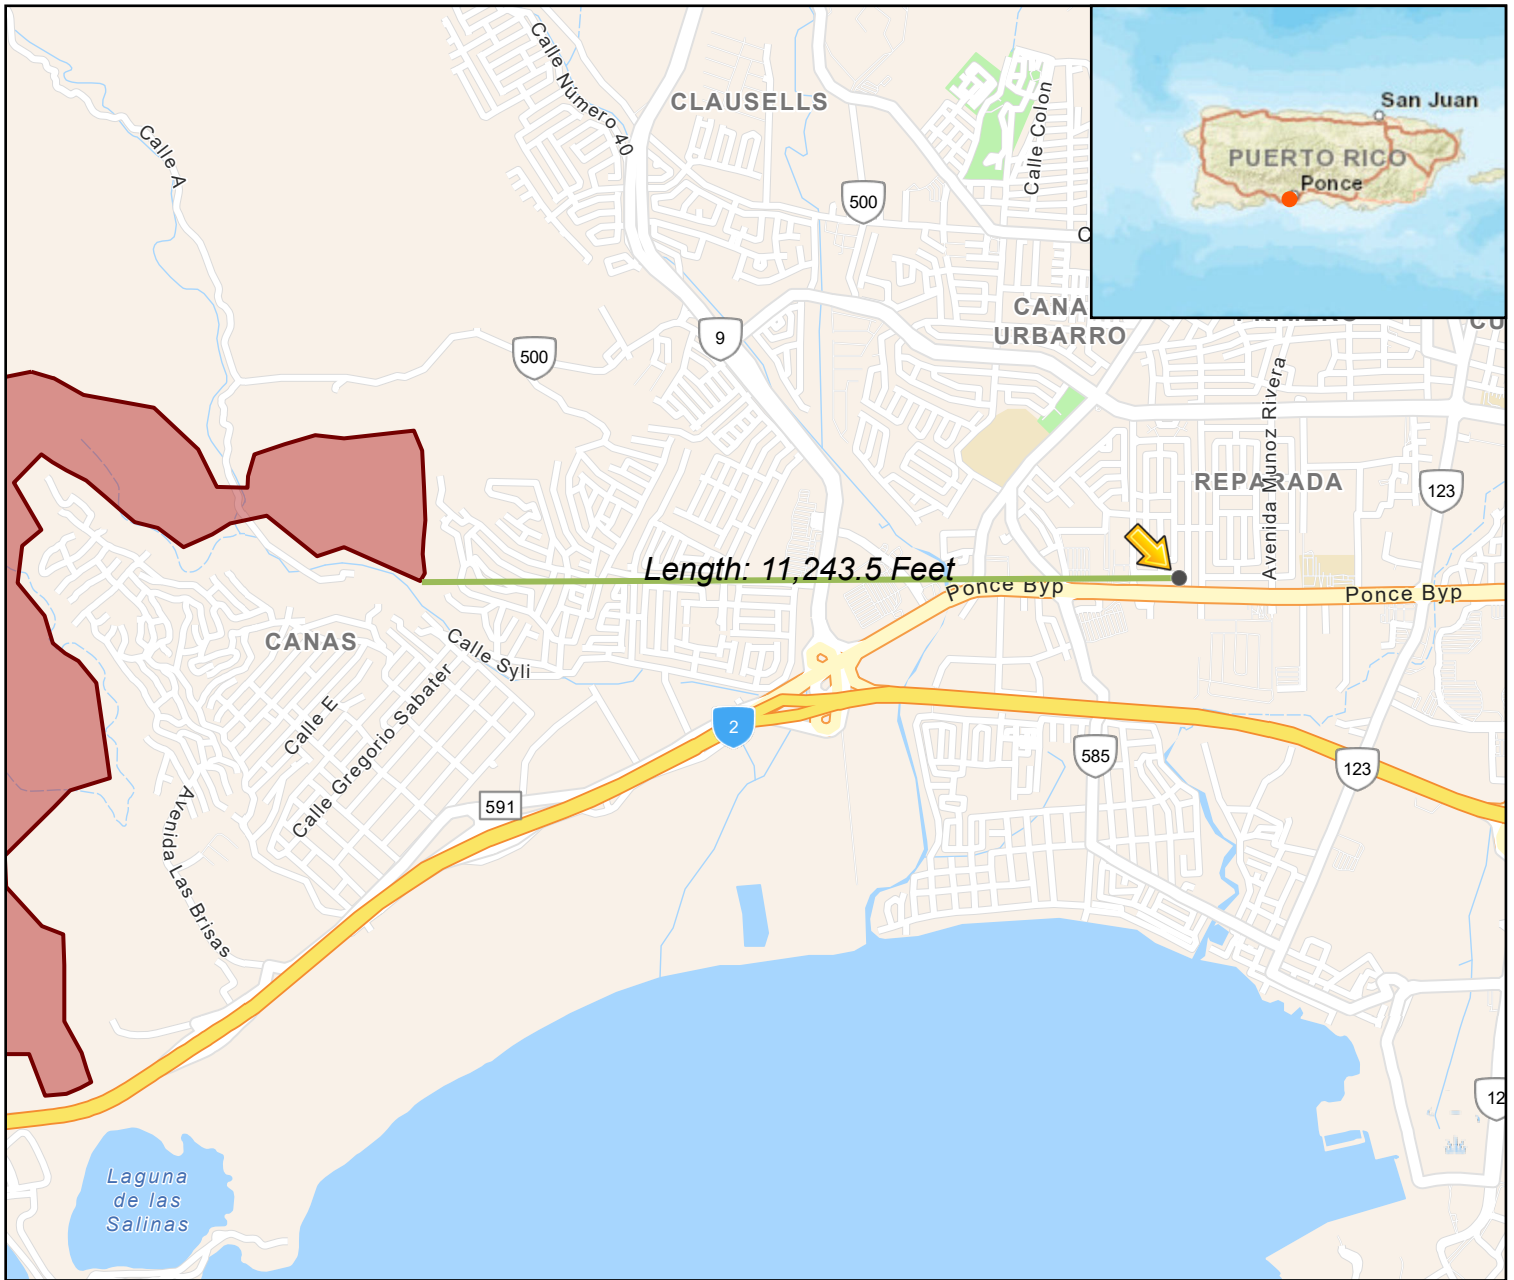 Calle Número 40
CLAUSELLS
Calle Colon
San Juan
PUERTO RICO
Ponce
Calle A
500
C
CANA
URBARRO
CU
9
500
Avenida Munoz Rivera
REPARADA
123
Length: 11,243.5 Feet
Ponce Byp
Ponce Byp
CANAS
Calle Syli
Calle E
Calle Gregorio Sabater
2
585
123
591
Avenida Las Brisas
12
Laguna
de las
Salinas